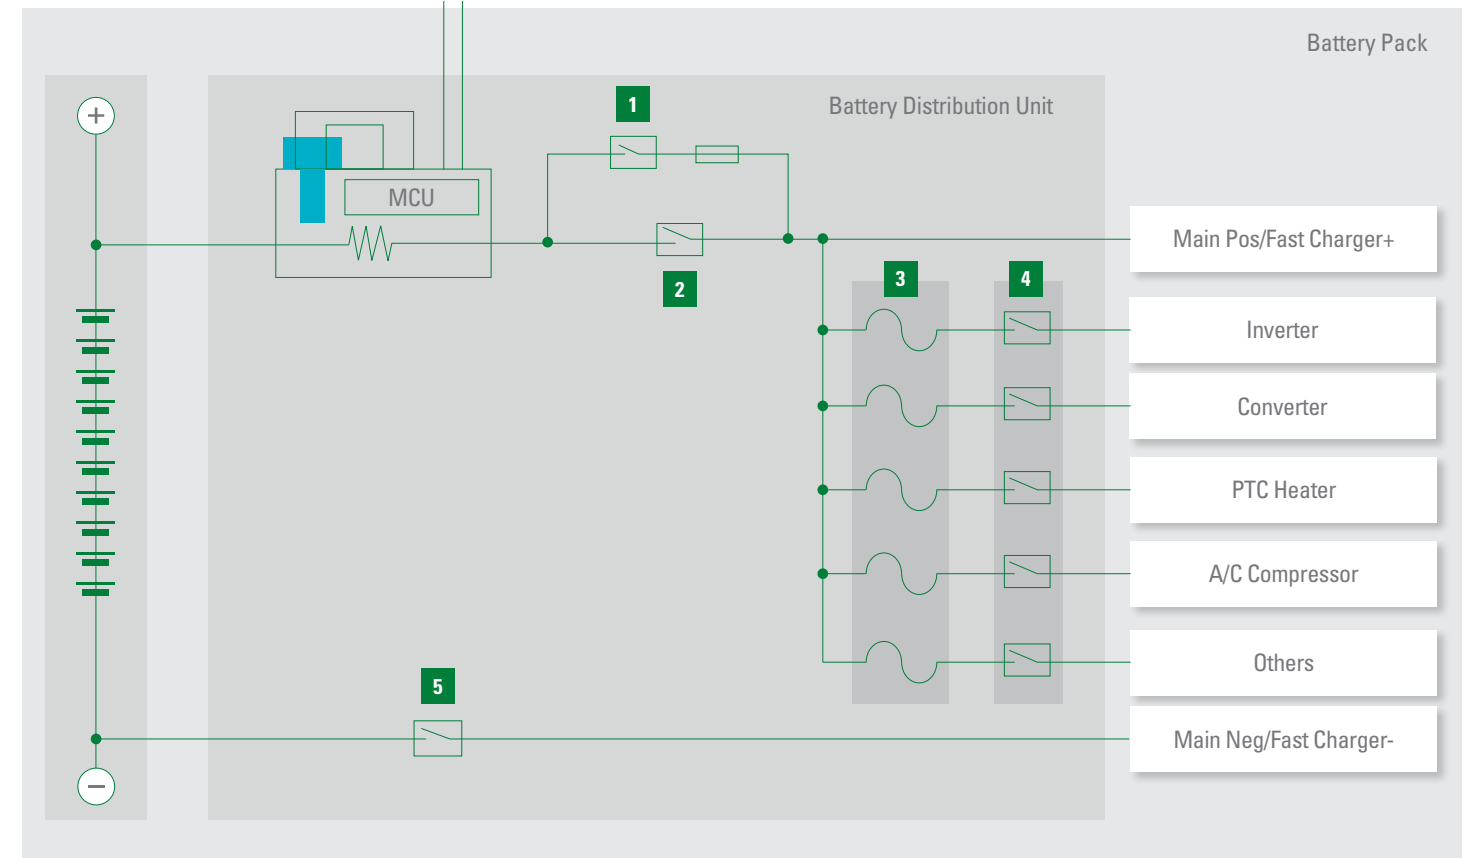 Battery Pack
Battery Distribution Unit
1
+
MCU
2
Main Pos/Fast Charger+
3
4
Inverter
Converter
PTC Heater
A/C Compressor
Others
5
Main Neg/Fast Charger-
−